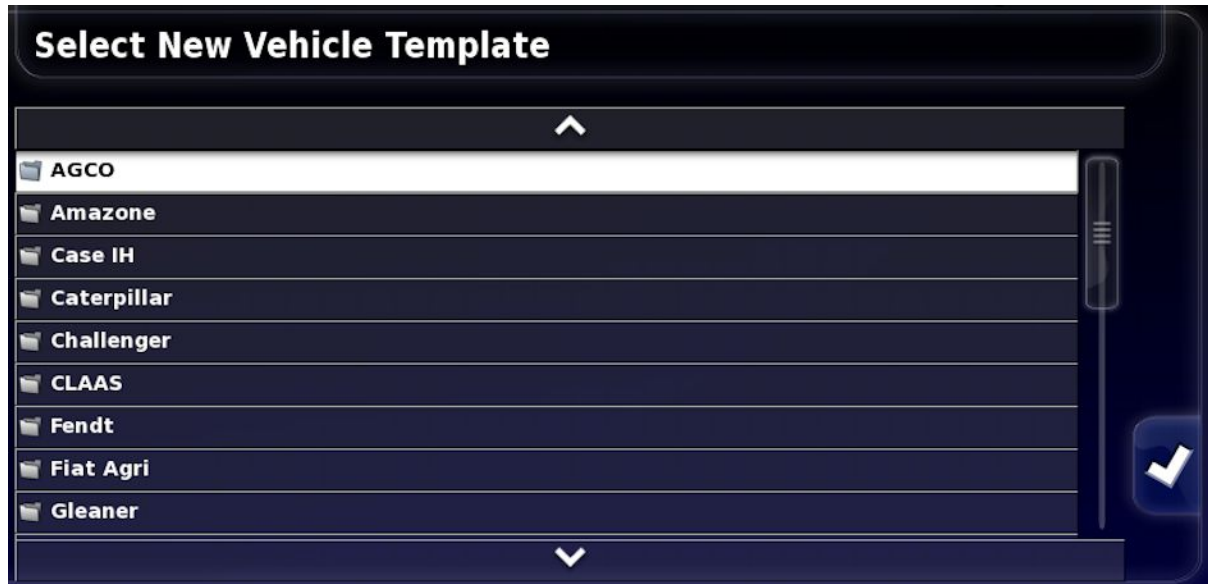 Select New Vehicle Template
AGCO
Amazone
Case IH
Caterpillar
Challenger
CLAAS
Fendt
Fiat Agri
Gleaner